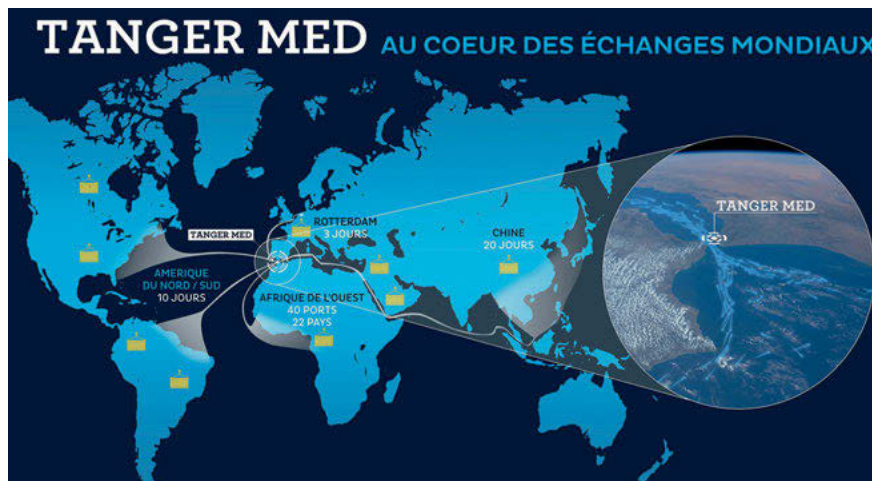 TANGER MED AU COEUR DES ÉCHANGES MONDIAUX
TANGER MED
ROTTERDAM
3 JOURS
CHINE
20 JOURS
TANGER MED
AMERIQUE
DU NORD / SUD
10 JOURS
AFRIQUE DE L'OUEST
40 PORTS
22 PAYS